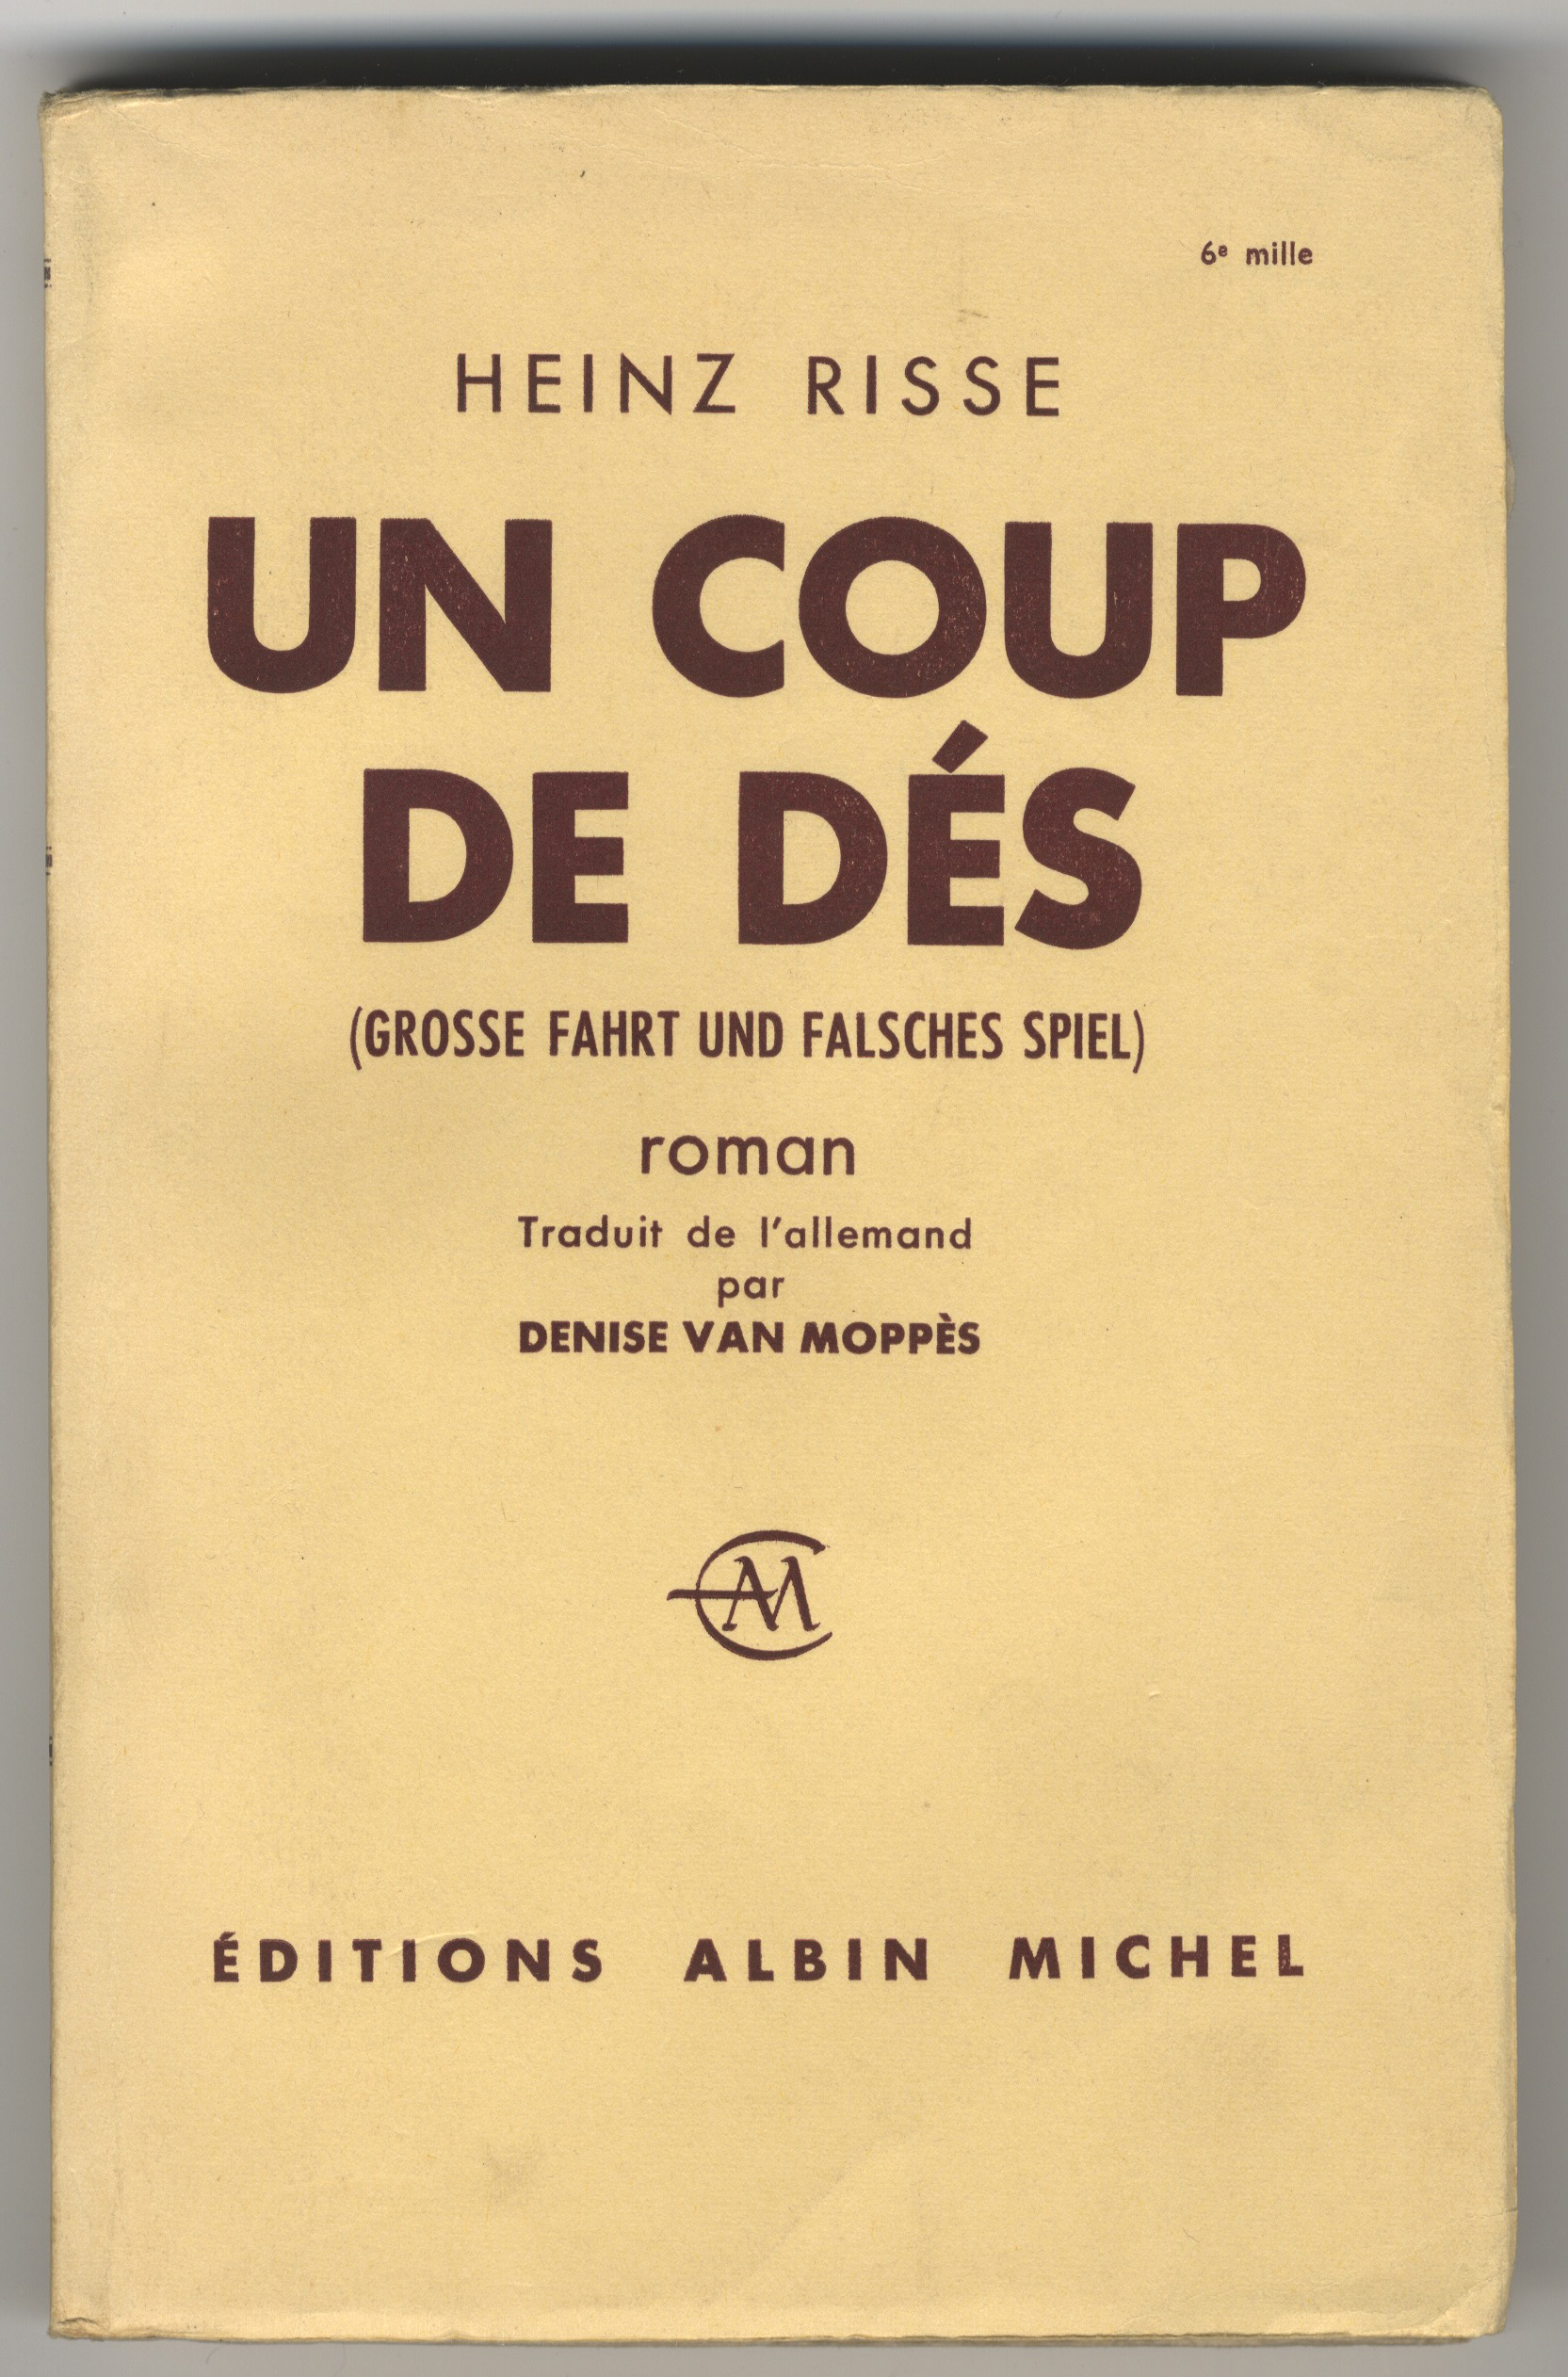 6e mille
HEINZ RISSE
UN COUP
DE DÉS
(GROSSE FAHRT UND FALSCHES SPIEL)
roman
Traduit de l'allemand
par
DENISE VAN MOPPÈS
AM
ÉDITIONS ALBIN MICHEL